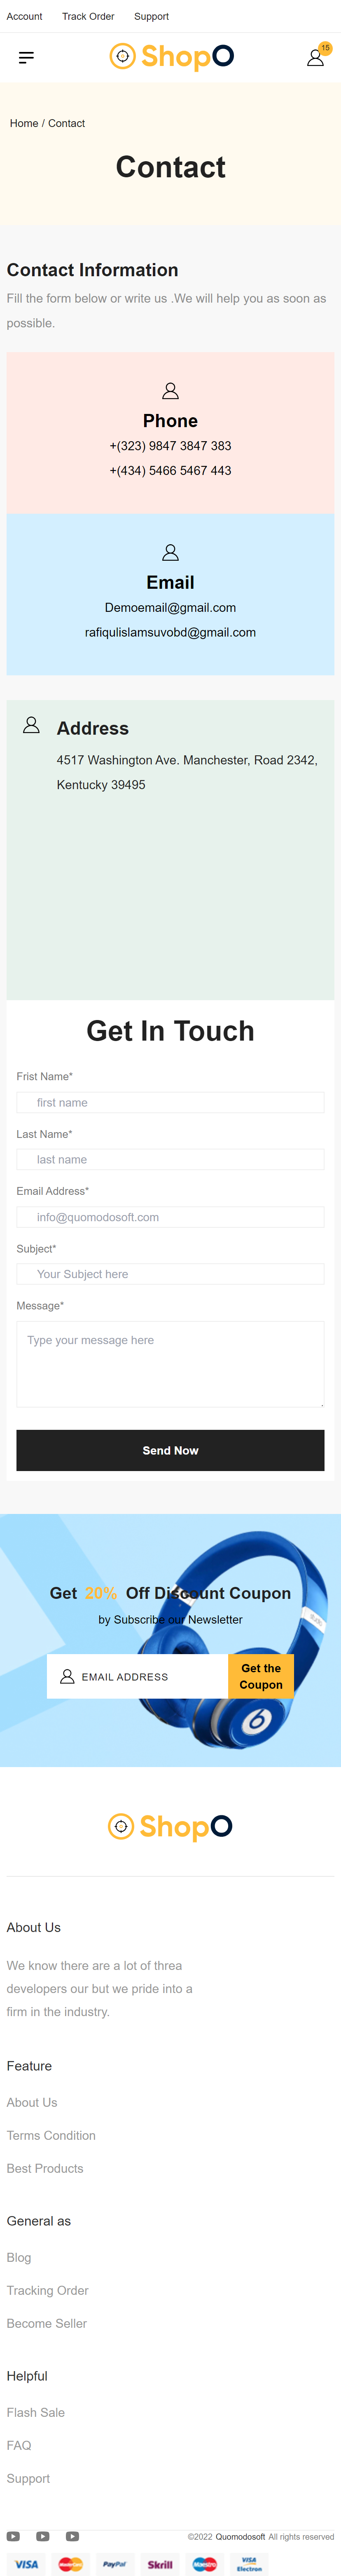 Account Track Order Support
ShopO
15
Home / Contact
Contact
Contact Information
Fill the form below or write us .We will help you as soon as
possible.
Phone
+(323) 9847 3847 383
+(434) 5466 5467 443
Email
Demoemail@gmail.com
rafiqulislamsuvobd@gmail.com
Address
4517 Washington Ave. Manchester, Road 2342,
Kentucky 39495
Get In Touch
Frist Name*
first name
Last Name*
last name
Email Address*
info@quomodosoft.com
Subject*
Your Subject here
Message*
Type your message here
Send Now
Get 20% Off Discount Coupon
by Subscribe our Newsletter
EMAIL ADDRESS
Get the
Coupon
ShopO
About Us
We know there are a lot of threa
developers our but we pride into a
firm in the industry.
Feature
About Us
Terms Condition
Best Products
General as
Blog
Tracking Order
Become Seller
Helpful
Flash Sale
FAQ
Support
©2022 Quomodosoft All rights reserved
VISA MasterCard PayPal Skrill Maestro VISA Electron